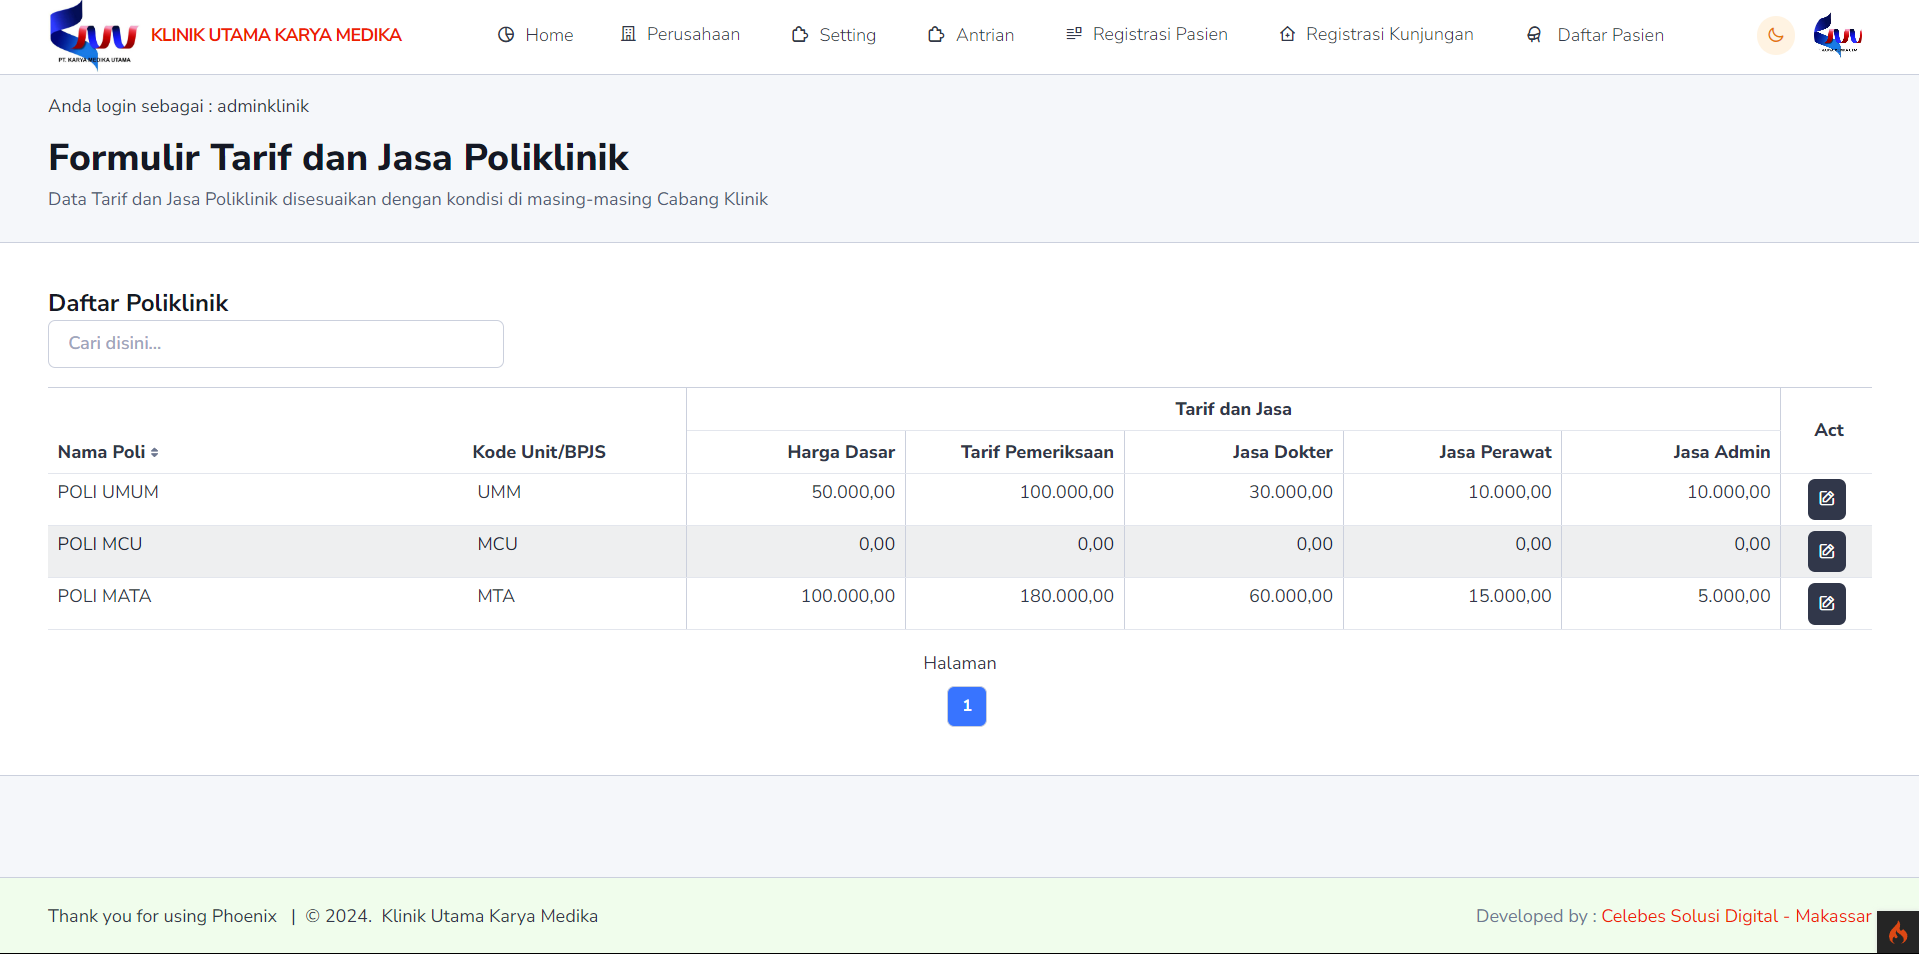 PT. KARYA MEDIKA UTAMA
KLINIK UTAMA KARYA MEDIKA
Home
Perusahaan
Setting
Antrian
Registrasi Pasien
Registrasi Kunjungan
Daftar Pasien
Anda login sebagai : adminklinik
Formulir Tarif dan Jasa Poliklinik
Data Tarif dan Jasa Poliklinik disesuaikan dengan kondisi di masing-masing Cabang Klinik
Daftar Poliklinik
Cari disini...
Tarif dan Jasa
Act
Nama Poli Kode Unit/BPJS Harga Dasar Tarif Pemeriksaan Jasa Dokter Jasa Perawat Jasa Admin
POLI UMUM UMM 50.000,00 100.000,00 30.000,00 10.000,00 10.000,00
POLI MCU MCU 0,00 0,00 0,00 0,00 0,00
POLI MATA MTA 100.000,00 180.000,00 60.000,00 15.000,00 5.000,00
Halaman
1
Thank you for using Phoenix | © 2024. Klinik Utama Karya Medika
Developed by : Celebes Solusi Digital - Makassar